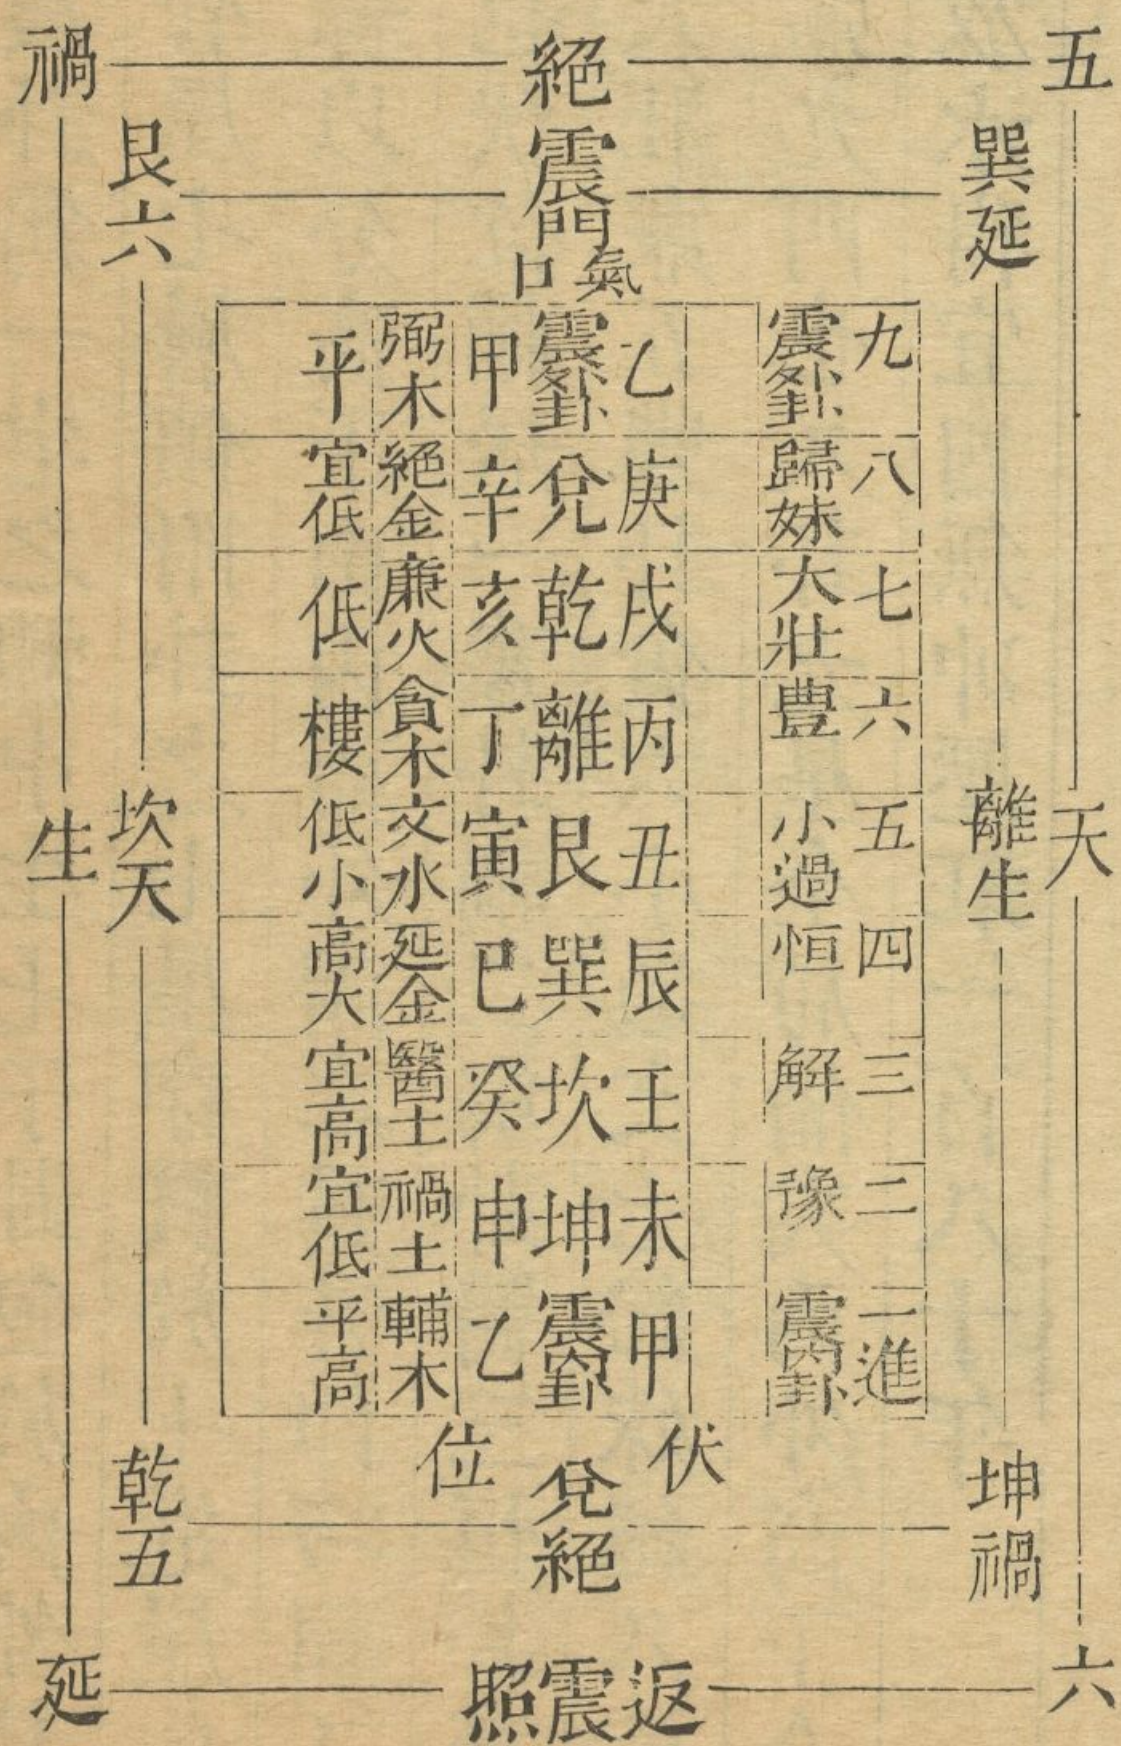 禍 絕 五
艮六 震門 巽延
口氣
平 弼木 甲 震外卦 乙 震外卦 九
宜低 絕金 辛 兌 庚 歸妹 八
低 廉火 亥 乾 戌 大壯 七
樓 貪木 丁 離 丙 豊 六
低小 文水 寅 艮 丑 小過 五
高大 延金 巳 巽 辰 恒 四
宜高 醫土 癸 坎 壬 解 三
宜低 禍土 申 坤 未 豫 二
平高 輔木 乙 震內卦 甲 震內卦 一進
生 坎天 離生 天
位 伏
乾五 兌絕 坤禍
延 照震返 六